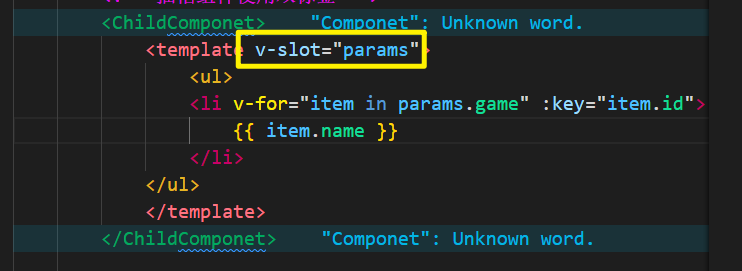 <ChildComponet> "Componet": Unknown word.
<template v-slot="params">
<ul>
<li v-for="item in params.game" :key="item.id">
{{ item.name }}
</li>
</ul>
</template>
</ChildComponet> "Componet": Unknown word.